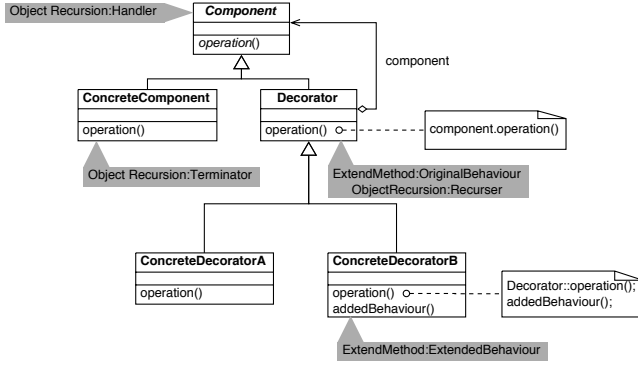 Object Recursion:Handler
Component
operation()
component
ConcreteComponent
operation()
Decorator
operation()
component.operation()
Object Recursion:Terminator
ExtendMethod:OriginalBehaviour
ObjectRecursion:Recurser
ConcreteDecoratorA
operation()
ConcreteDecoratorB
operation()
addedBehaviour()
Decorator::operation();
addedBehaviour();
ExtendMethod:ExtendedBehaviour